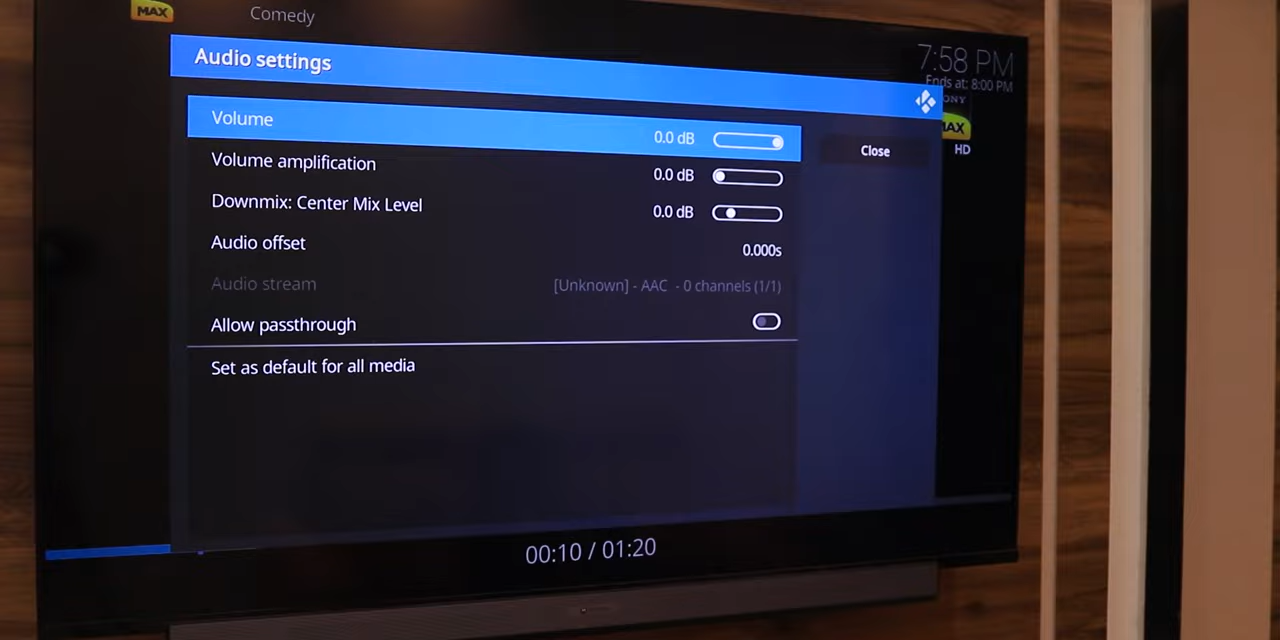 MAX
Comedy
Audio settings
7:58 PM
Ends at: 8:00 PM
ONY
AX
HD
Volume
0.0 dB
Close
Volume amplification
0.0 dB
Downmix: Center Mix Level
0.0 dB
Audio offset
0.000s
Audio stream
[Unknown] - AAC - 0 channels (1/1)
Allow passthrough
Set as default for all media
00:10 / 01:20